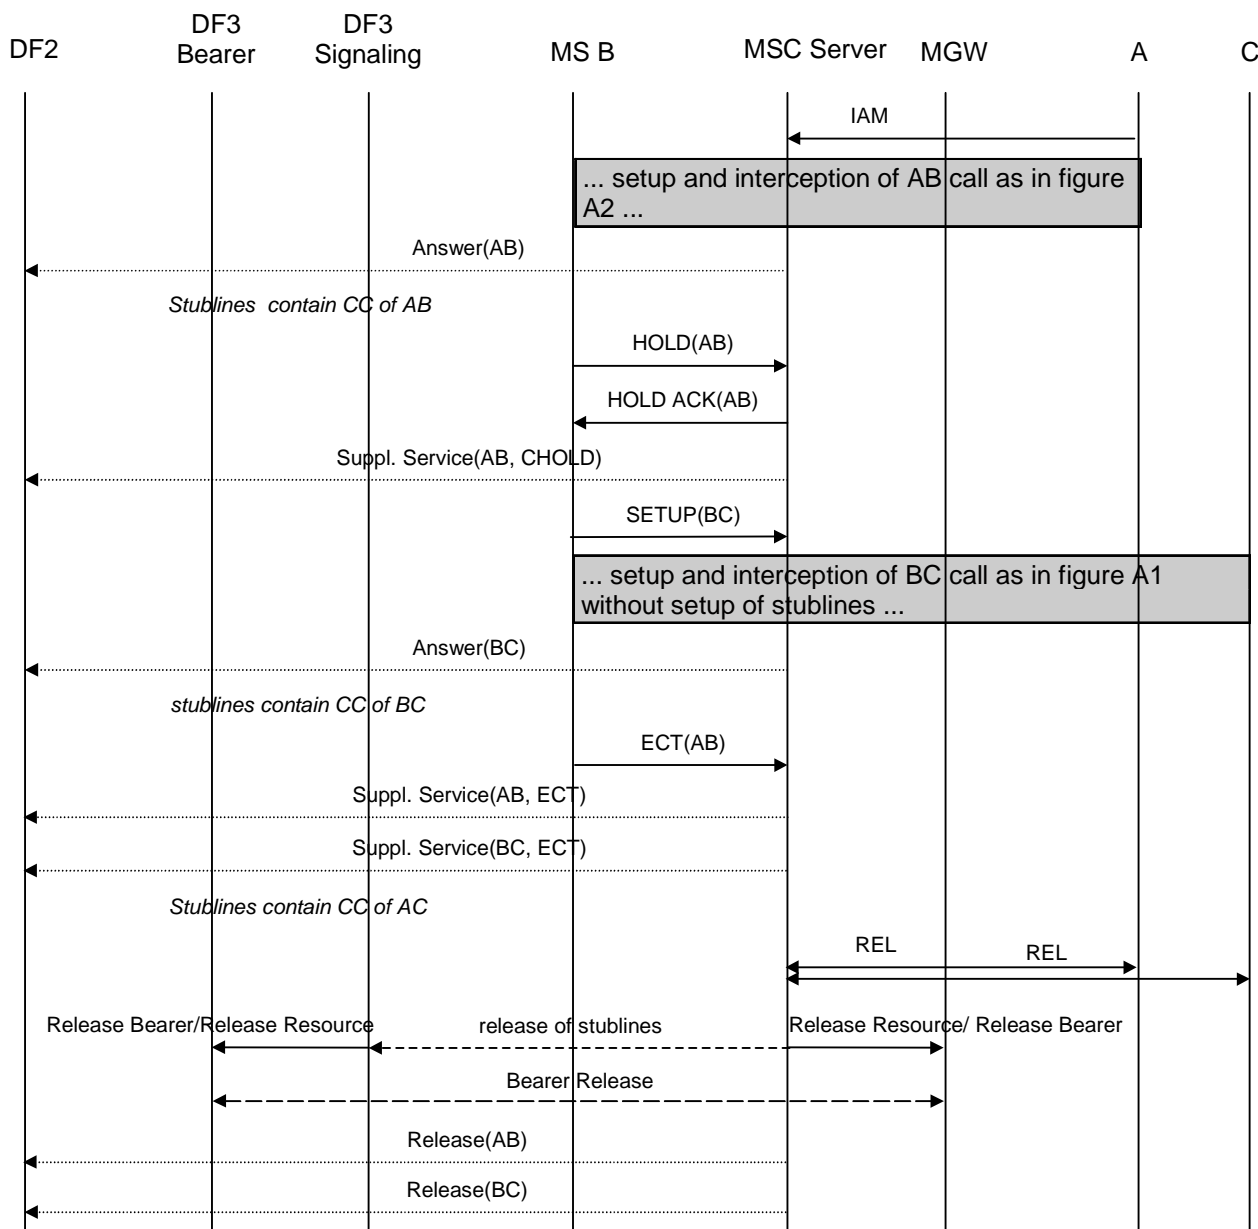 DF2
DF3
Bearer
DF3
Signaling
MS B
MSC Server
MGW
A
C
IAM
... setup and interception of AB call as in figure
A2 ...
Answer(AB)
Stublines contain CC of AB
HOLD(AB)
HOLD ACK(AB)
Suppl. Service(AB, CHOLD)
SETUP(BC)
... setup and interception of BC call as in figure A1
without setup of stublines ...
Answer(BC)
stublines contain CC of BC
ECT(AB)
Suppl. Service(AB, ECT)
Suppl. Service(BC, ECT)
Stublines contain CC of AC
REL
REL
Release Bearer/Release Resource
release of stublines
Release Resource/ Release Bearer
Bearer Release
Release(AB)
Release(BC)